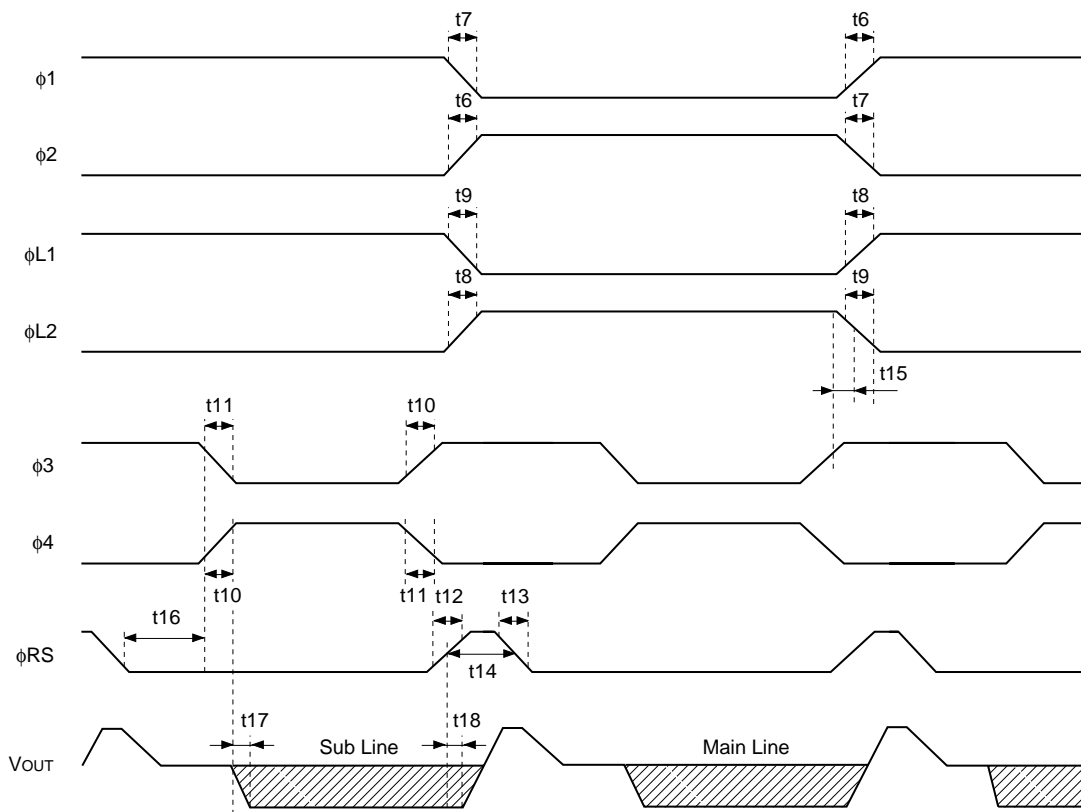 t7 t6
ϕ1
t6 t7
ϕ2
t9 t8
ϕL1
t8 t9
ϕL2
t15
t11 t10
ϕ3
ϕ4
t10 t11 t12 t13
t16
ϕRS
t14
t17 t18
Sub Line Main Line
VOUT